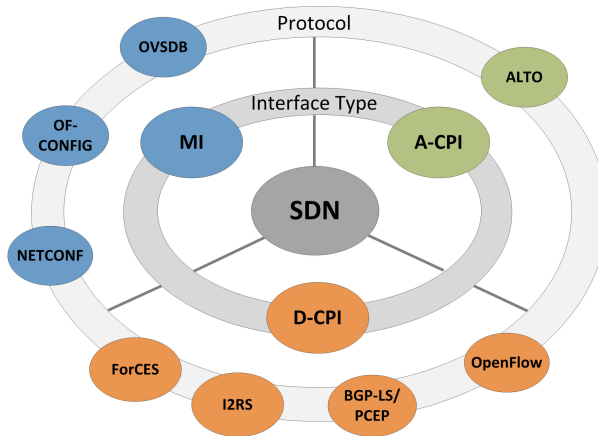 Protocol
OVSDB
ALTO
Interface Type
OF-
CONFIG
MI
A-CPI
SDN
NETCONF
D-CPI
ForCES
OpenFlow
I2RS
BGP-LS/
PCEP